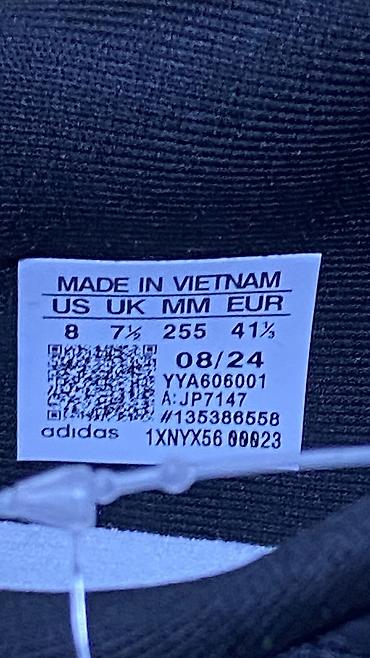 MADE IN VIETNAM
US UK MM EUR
8 7½ 255 41⅓
08/24
YYA606001
A: JP7147
//135386558
adidas 1XNYX56 00023